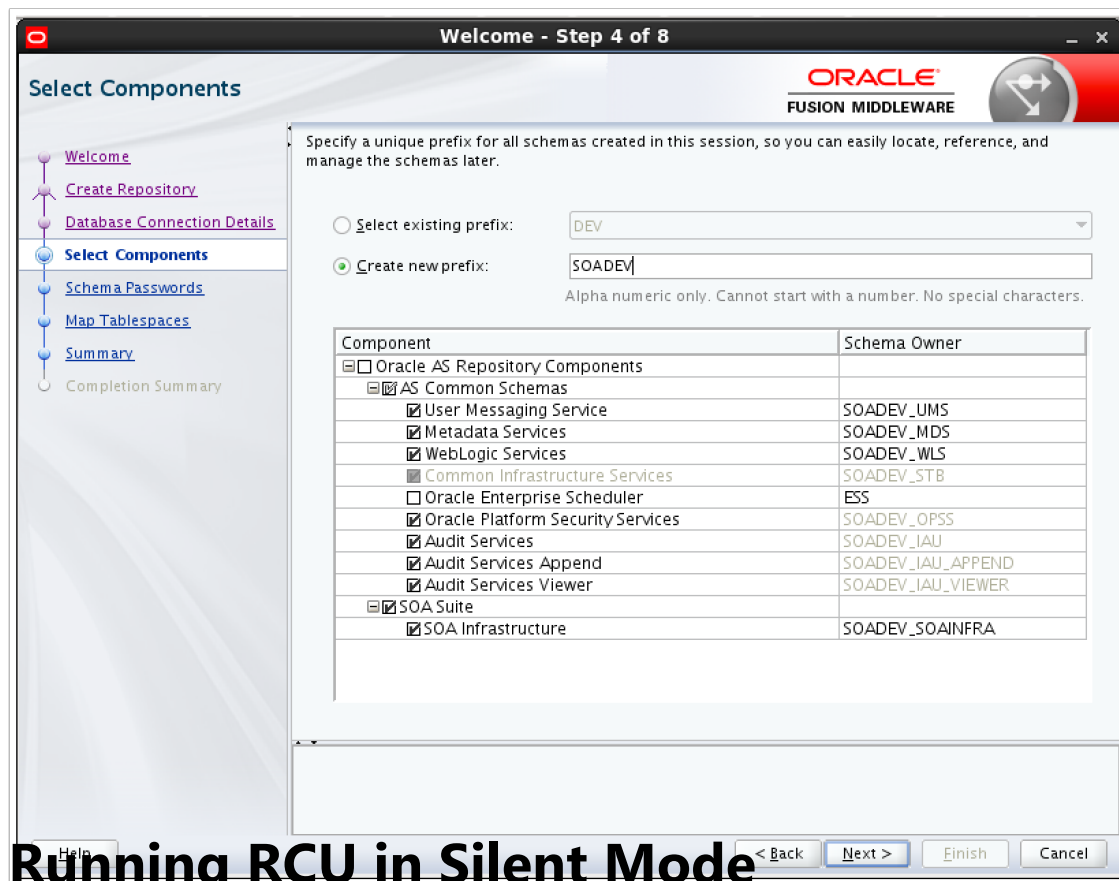 Welcome - Step 4 of 8
Select Components
ORACLE
FUSION MIDDLEWARE
Welcome
Create Repository
Database Connection Details
Select Components
Schema Passwords
Map Tablespaces
Summary
Completion Summary
Specify a unique prefix for all schemas created in this session, so you can easily locate, reference, and
manage the schemas later.
Select existing prefix: DEV
Create new prefix: SOADEV
Alpha numeric only. Cannot start with a number. No special characters.
Component Schema Owner
Oracle AS Repository Components
AS Common Schemas
User Messaging Service SOADEV_UMS
Metadata Services SOADEV_MDS
WebLogic Services SOADEV_WLS
Common Infrastructure Services SOADEV_STB
Oracle Enterprise Scheduler ESS
Oracle Platform Security Services SOADEV_OPSS
Audit Services SOADEV_IAU
Audit Services Append SOADEV_IAU_APPEND
Audit Services Viewer SOADEV_IAU_VIEWER
SOA Suite
SOA Infrastructure SOADEV_SOAINFRA
Help < Back Next > Finish Cancel
Running RCU in Silent Mode